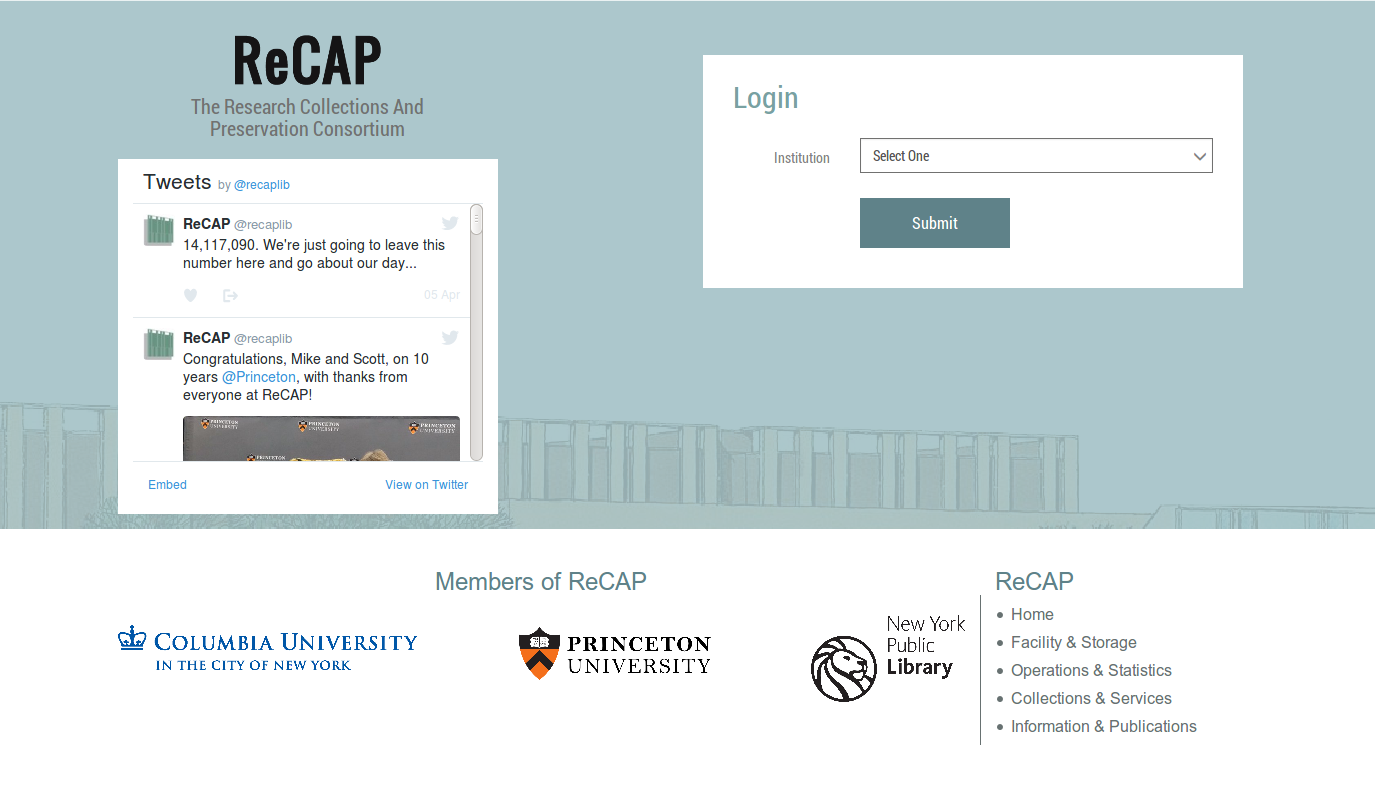 ReCAP
The Research Collections And
Preservation Consortium
Tweets by @recaplib
ReCAP @recaplib
14,117,090. We're just going to leave this
number here and go about our day...
05 Apr
ReCAP @recaplib
Congratulations, Mike and Scott, on 10
years @Princeton, with thanks from
everyone at ReCAP!
PRINCETON UNIVERSITY
PRINCETON UNIVERSITY
PRINCETON UNIVERSITY
PRINCETON
Embed
View on Twitter
Login
Institution
Select One
Submit
Members of ReCAP
COLUMBIA UNIVERSITY
IN THE CITY OF NEW YORK
PRINCETON
UNIVERSITY
New York
Public
Library
ReCAP
Home
Facility & Storage
Operations & Statistics
Collections & Services
Information & Publications